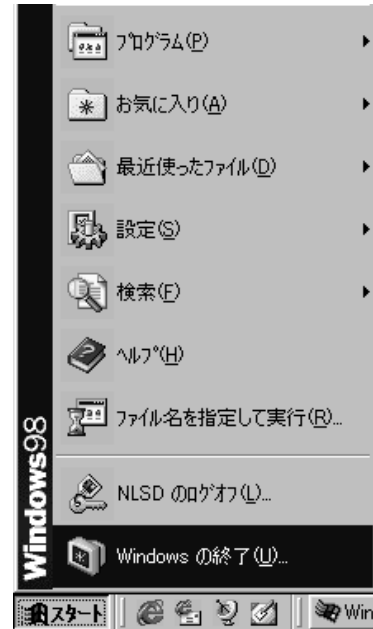 ﾌﾟﾛｸﾞﾗﾑ(P)
お気に入り(A)
最近使ったﾌｧｲﾙ(D)
設定(S)
検索(F)
ﾍﾙﾌﾟ(H)
ﾌｧｲﾙ名を指定して実行(R)...
NLSD のﾛｸﾞｵﾌ(L)...
Windows の終了(U)...
Windows98
ｽﾀｰﾄ
Win